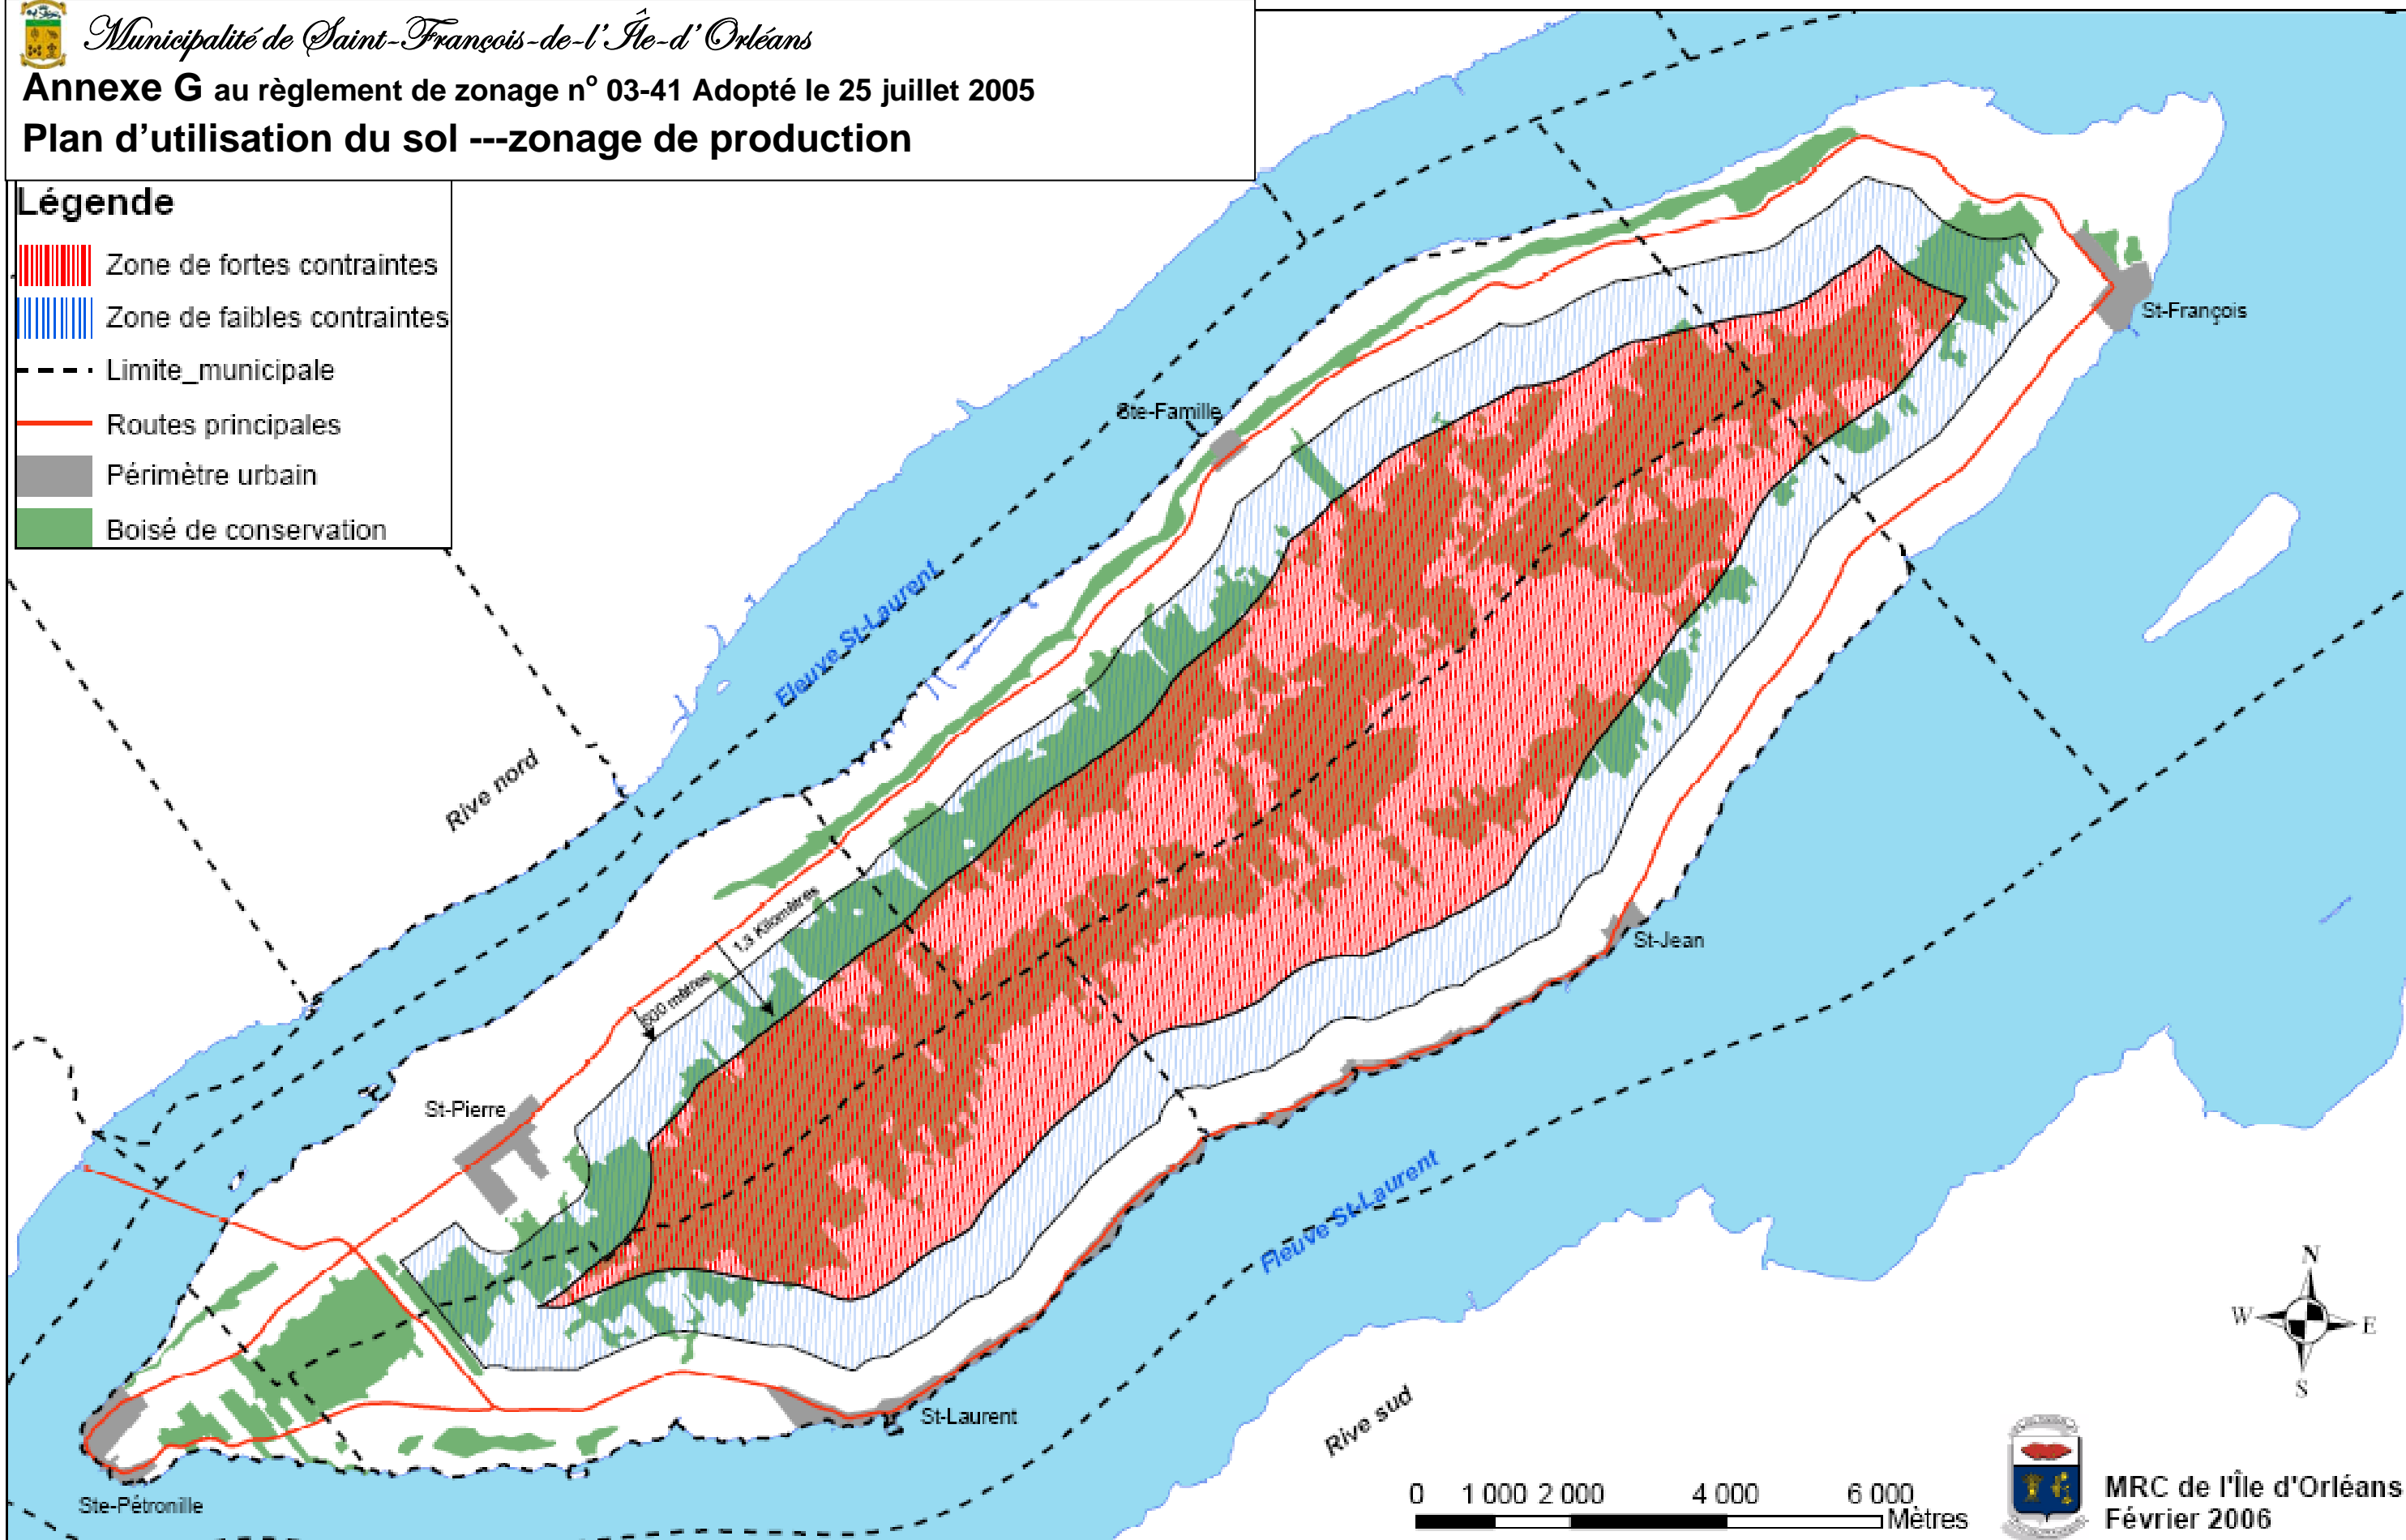 Municipalité de Saint-François-de-l'Île-d'Orléans
Annexe G au règlement de zonage nº 03-41 Adopté le 25 juillet 2005
Plan d'utilisation du sol ---zonage de production
Légende
Zone de fortes contraintes
Zone de faibles contraintes
Limite_municipale
Routes principales
Périmètre urbain
Boisé de conservation
St-François
Ste-Famille
Fleuve St-Laurent
Rive nord
1,3 Kilomètres
500 mètres
St-Jean
St-Pierre
Fleuve St-Laurent
St-Laurent
Rive sud
Ste-Pétronille
N
W
E
S
0 1 000 2 000 4 000 6 000
Mètres
MRC de l'Île d'Orléans
Février 2006